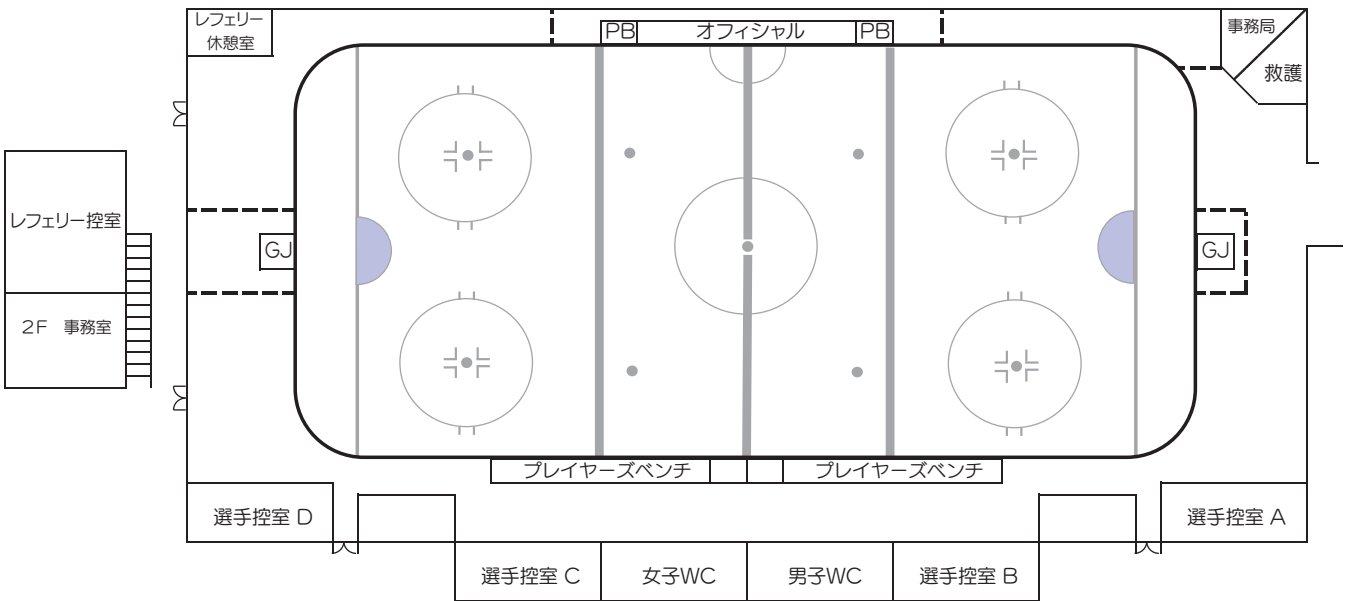 レフェリー
休憩室
PB
オフィシャル
PB
事務局
救護
レフェリー控室
GJ
GJ
2F 事務室
プレイヤーズベンチ
プレイヤーズベンチ
選手控室 D
選手控室 A
選手控室 C
女子WC
男子WC
選手控室 B